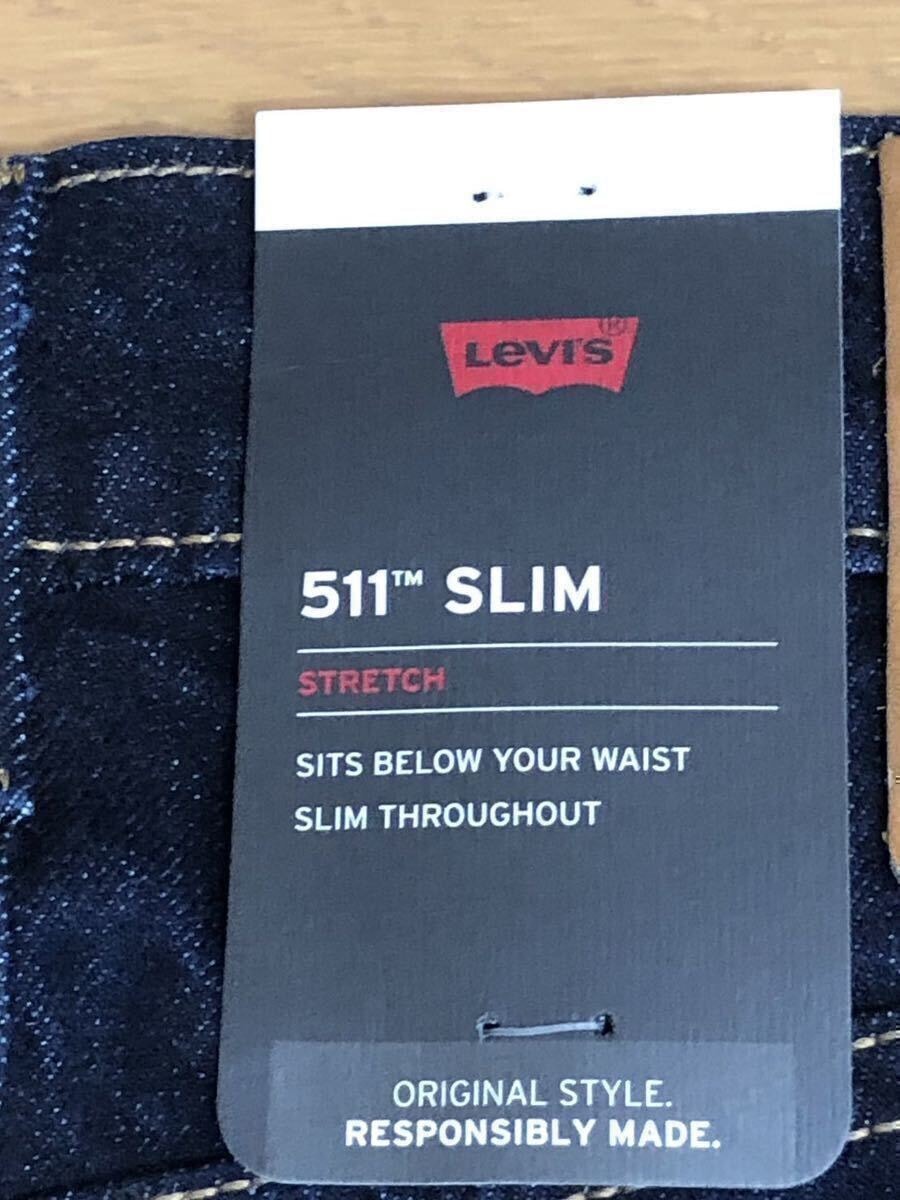 LEVI'S®
511™ SLIM
STRETCH
SITS BELOW YOUR WAIST
SLIM THROUGHOUT
ORIGINAL STYLE.
RESPONSIBLY MADE.